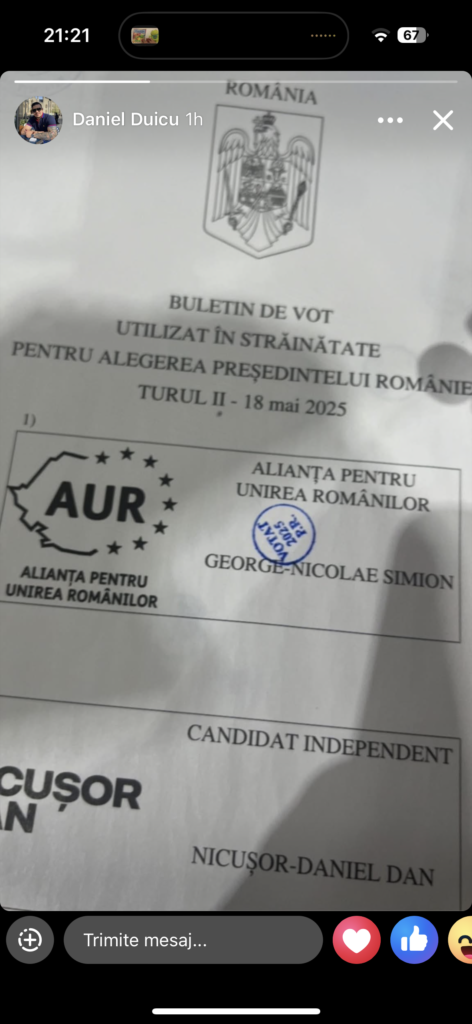 21:21
67
Daniel Duicu 1h
ROMÂNIA
BULETIN DE VOT
UTILIZAT ÎN STRĂINĂTATE
PENTRU ALEGEREA PREȘEDINTELUI ROMÂNIE
TURUL II - 18 mai 2025
1)
AUR
ALIANȚA PENTRU
UNIREA ROMÂNILOR
ALIANȚA PENTRU
UNIREA ROMÂNILOR
VOTAT
2025
P.R.
GEORGE-NICOLAE SIMION
CANDIDAT INDEPENDENT
CUȘOR
AN
NICUȘOR-DANIEL DAN
Trimite mesaj...